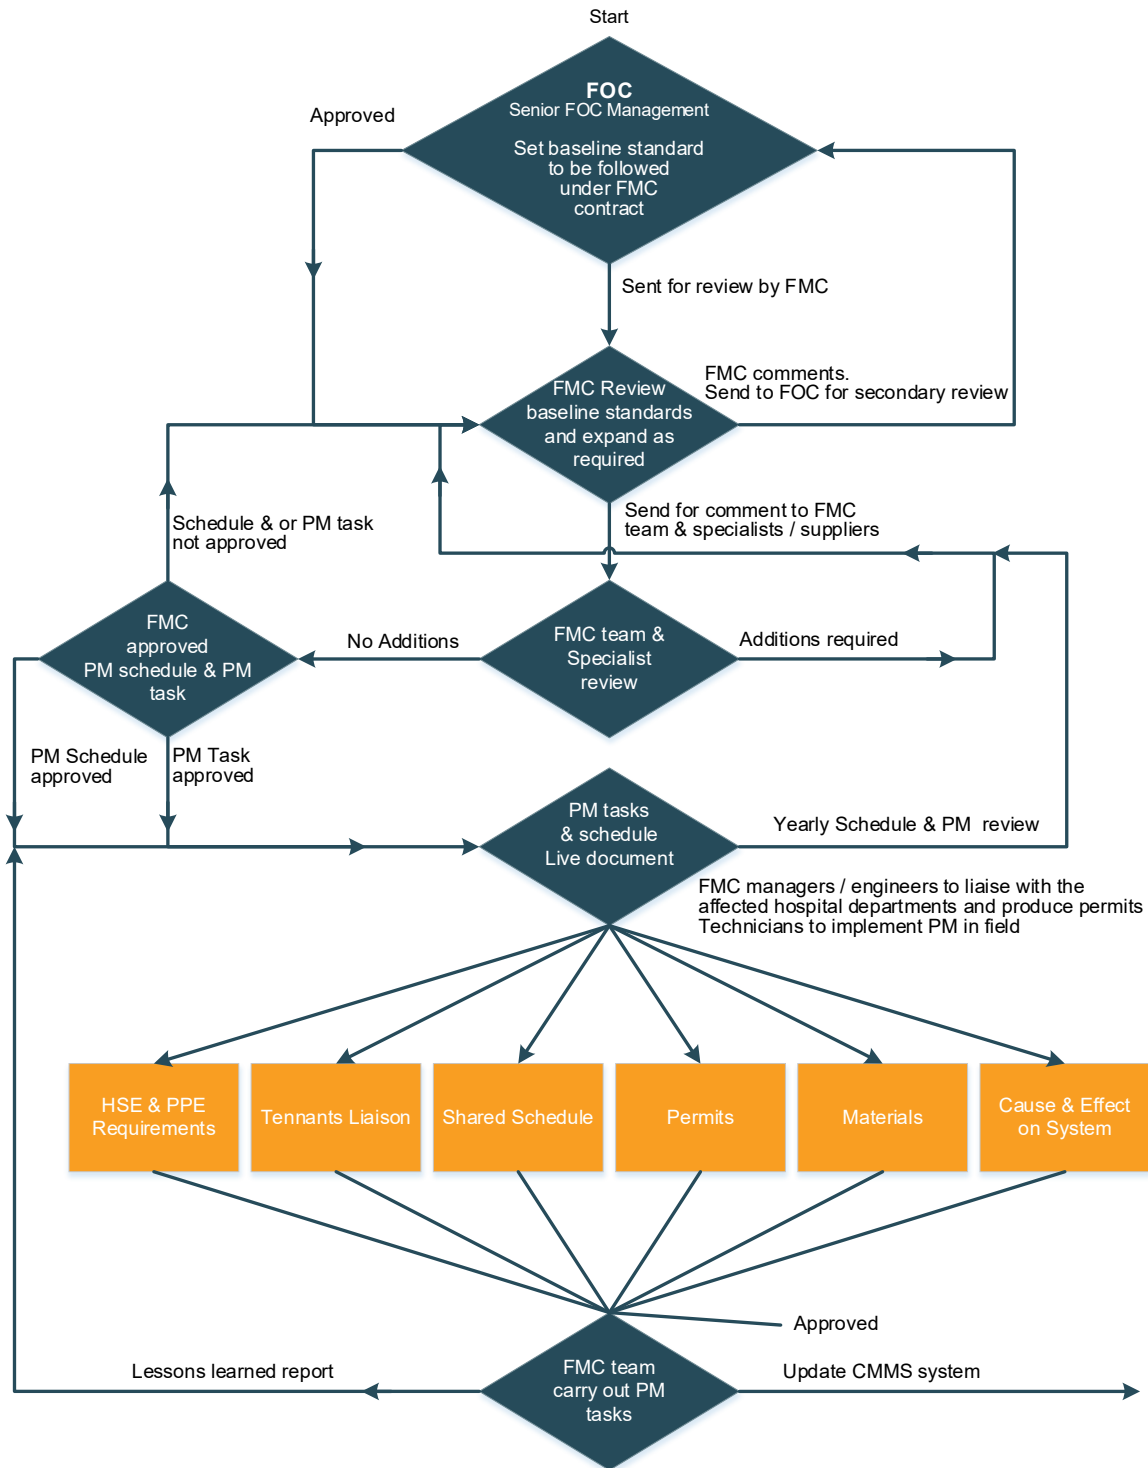 Start
FOC
Senior FOC Management
Set baseline standard
to be followed
under FMC
contract
Approved
Sent for review by FMC
FMC Review
baseline standards
and expand as
required
FMC comments.
Send to FOC for secondary review
Send for comment to FMC
team & specialists / suppliers
Schedule & or PM task
not approved
FMC
approved
PM schedule & PM
task
No Additions
FMC team &
Specialist
review
Additions required
PM Schedule
approved
PM Task
approved
PM tasks
& schedule
Live document
Yearly Schedule & PM  review
FMC managers / engineers to liaise with the
affected hospital departments and produce permits
Technicians to implement PM in field
HSE & PPE
Requirements
Tennants Liaison
Shared Schedule
Permits
Materials
Cause & Effect
on System
Approved
Lessons learned report
FMC team
carry out PM
tasks
Update CMMS system